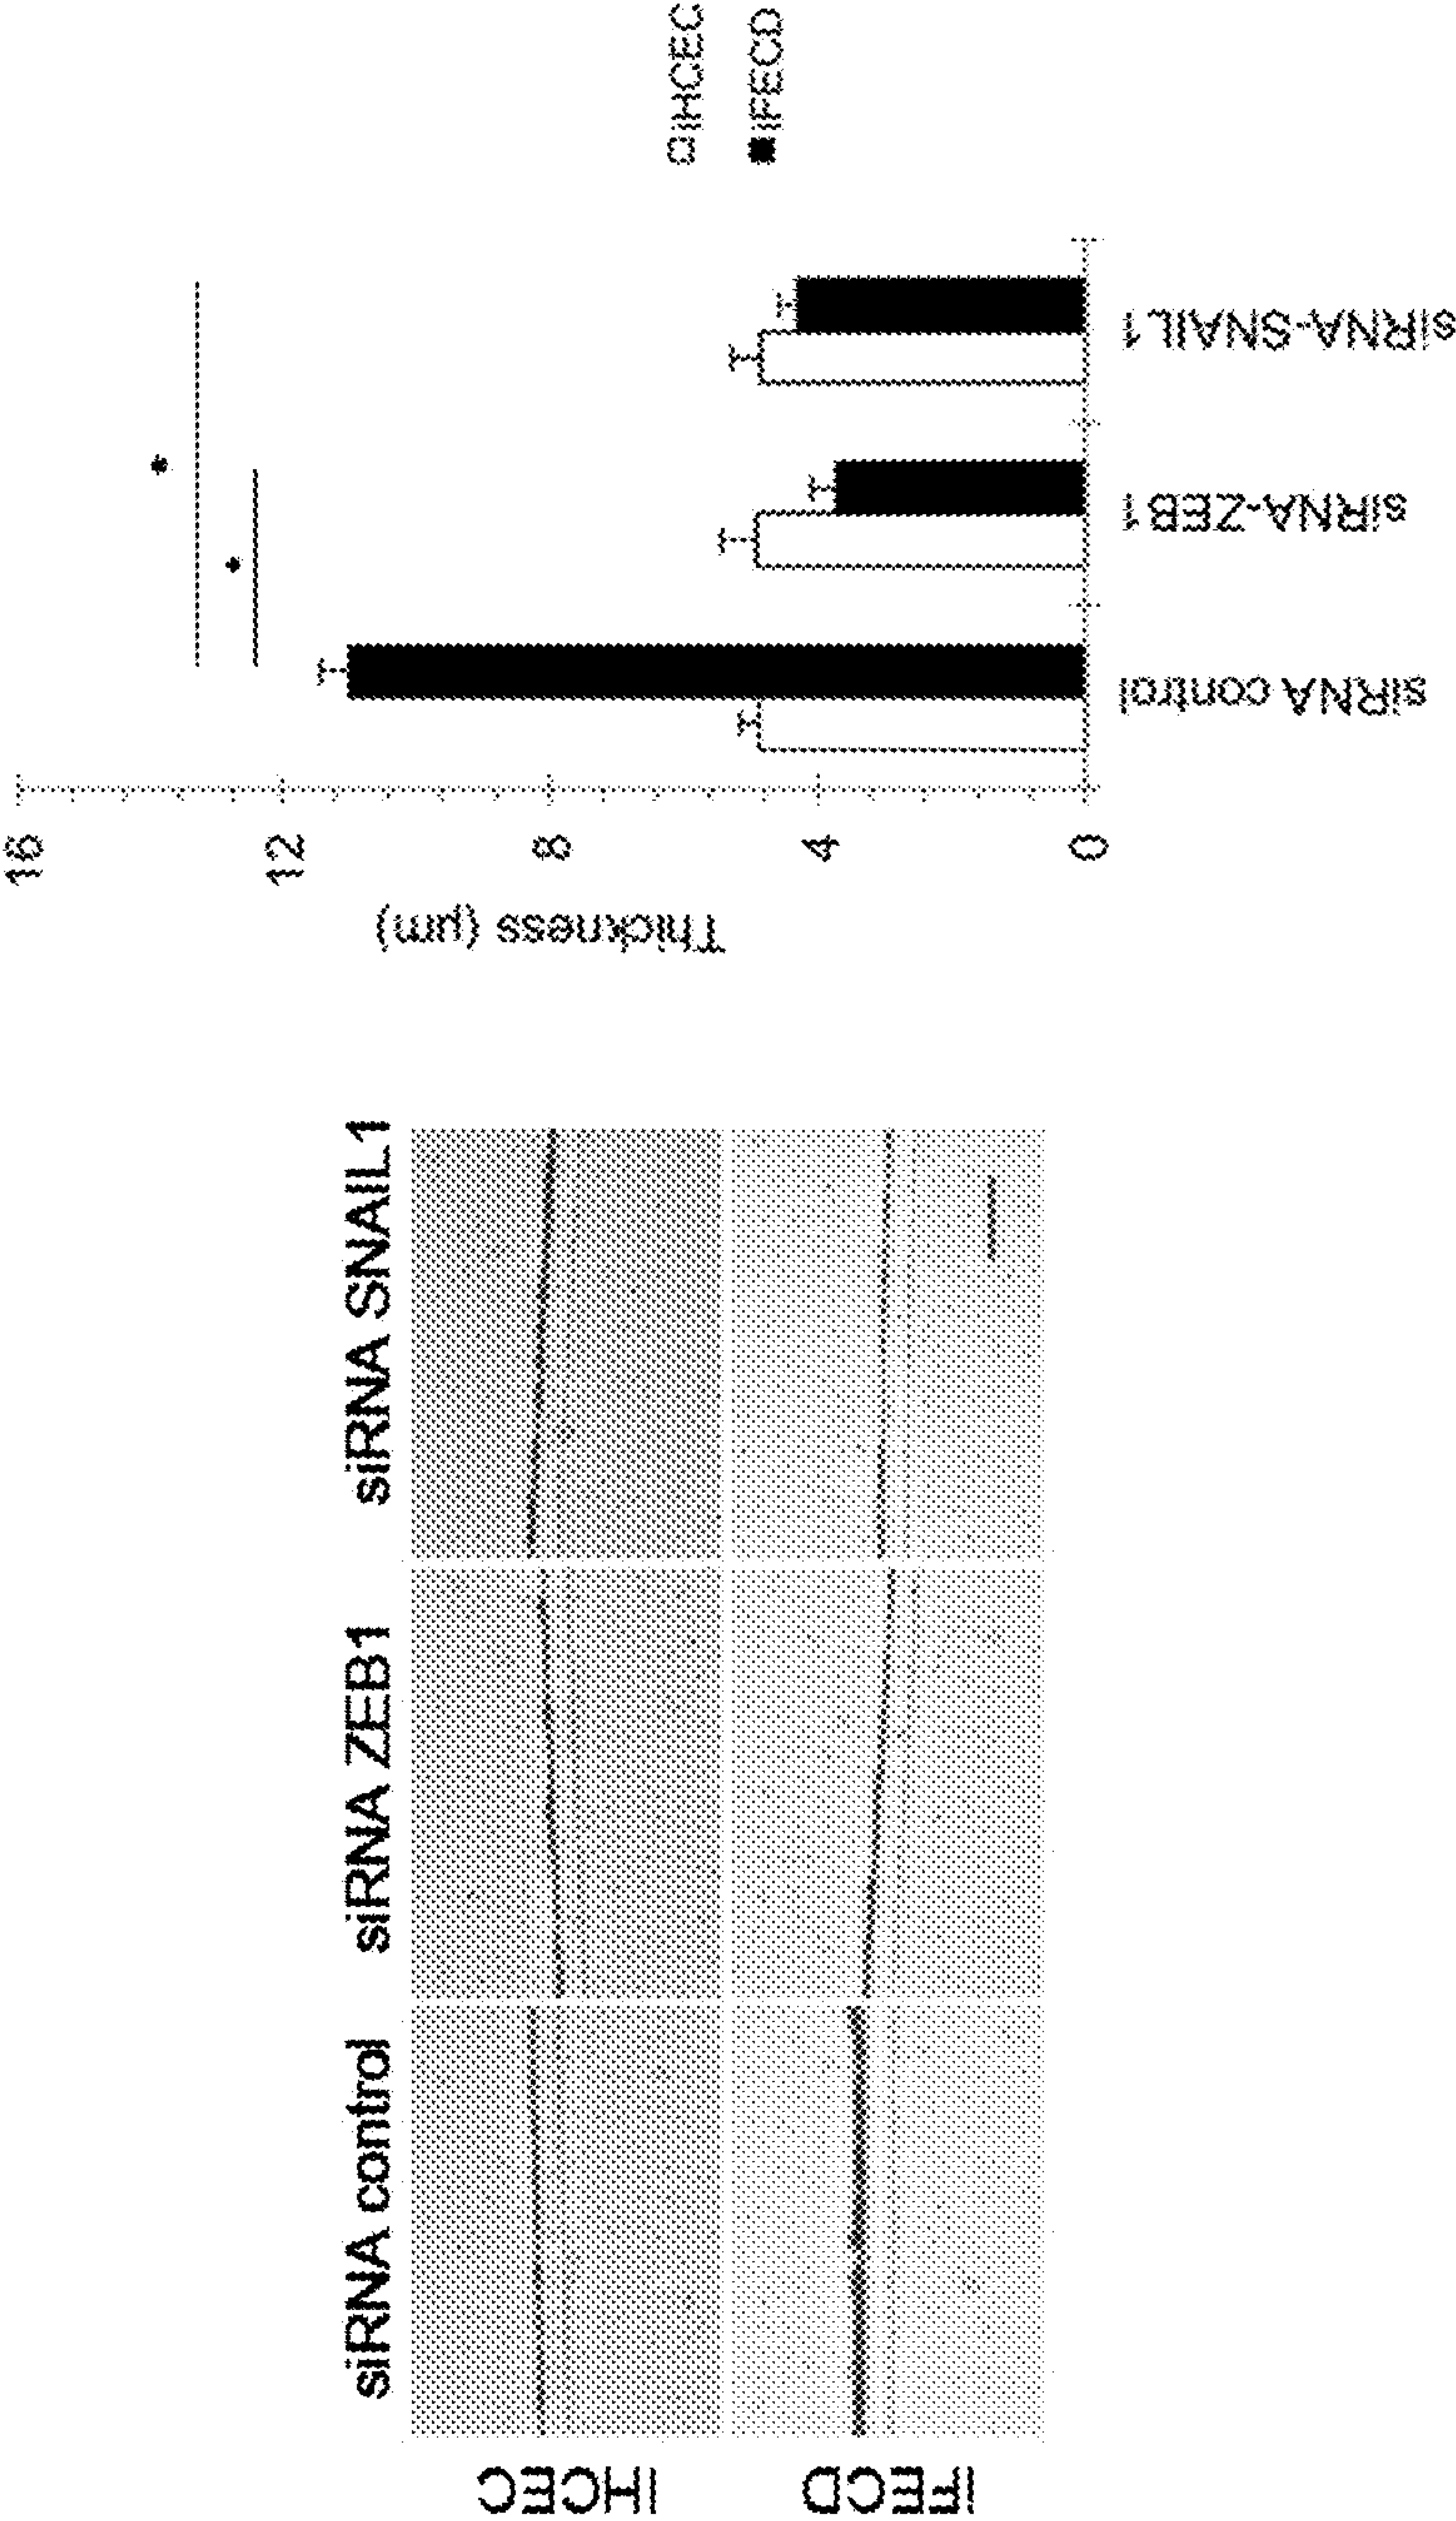 siRNA control
siRNA ZEB1
siRNA SNAIL1
iHCEC
iFECD
Thickness (μm)
16
12
8
4
0
*
*
siRNA control
siRNA-ZEB1
siRNA-SNAIL1
iHCEC
iFECD